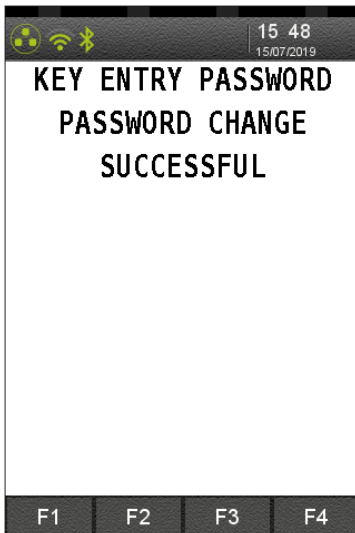 15 48
15/07/2019
KEY ENTRY PASSWORD
PASSWORD CHANGE
SUCCESSFUL
F1 F2 F3 F4